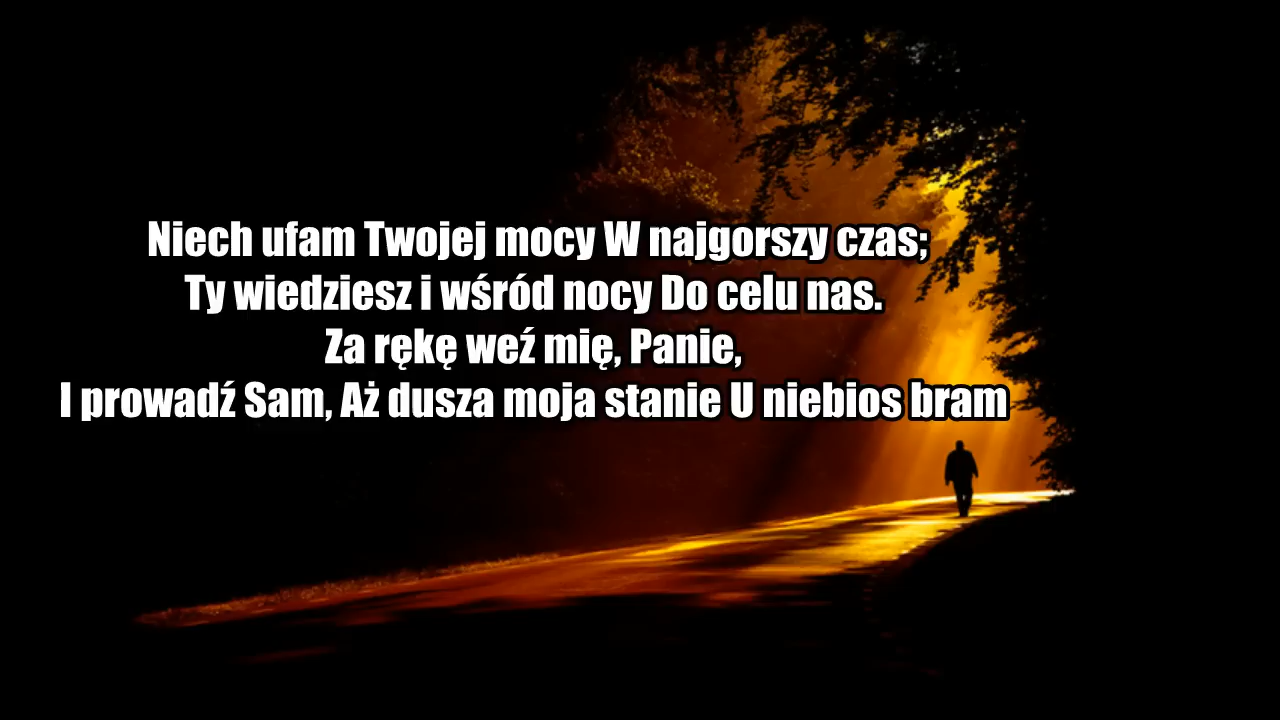 Niech ufam Twojej mocy W najgorszy czas;
Ty wiedziesz i wśród nocy Do celu nas.
Za rękę weź mię, Panie,
I prowadź Sam, Aż dusza moja stanie U niebios bram